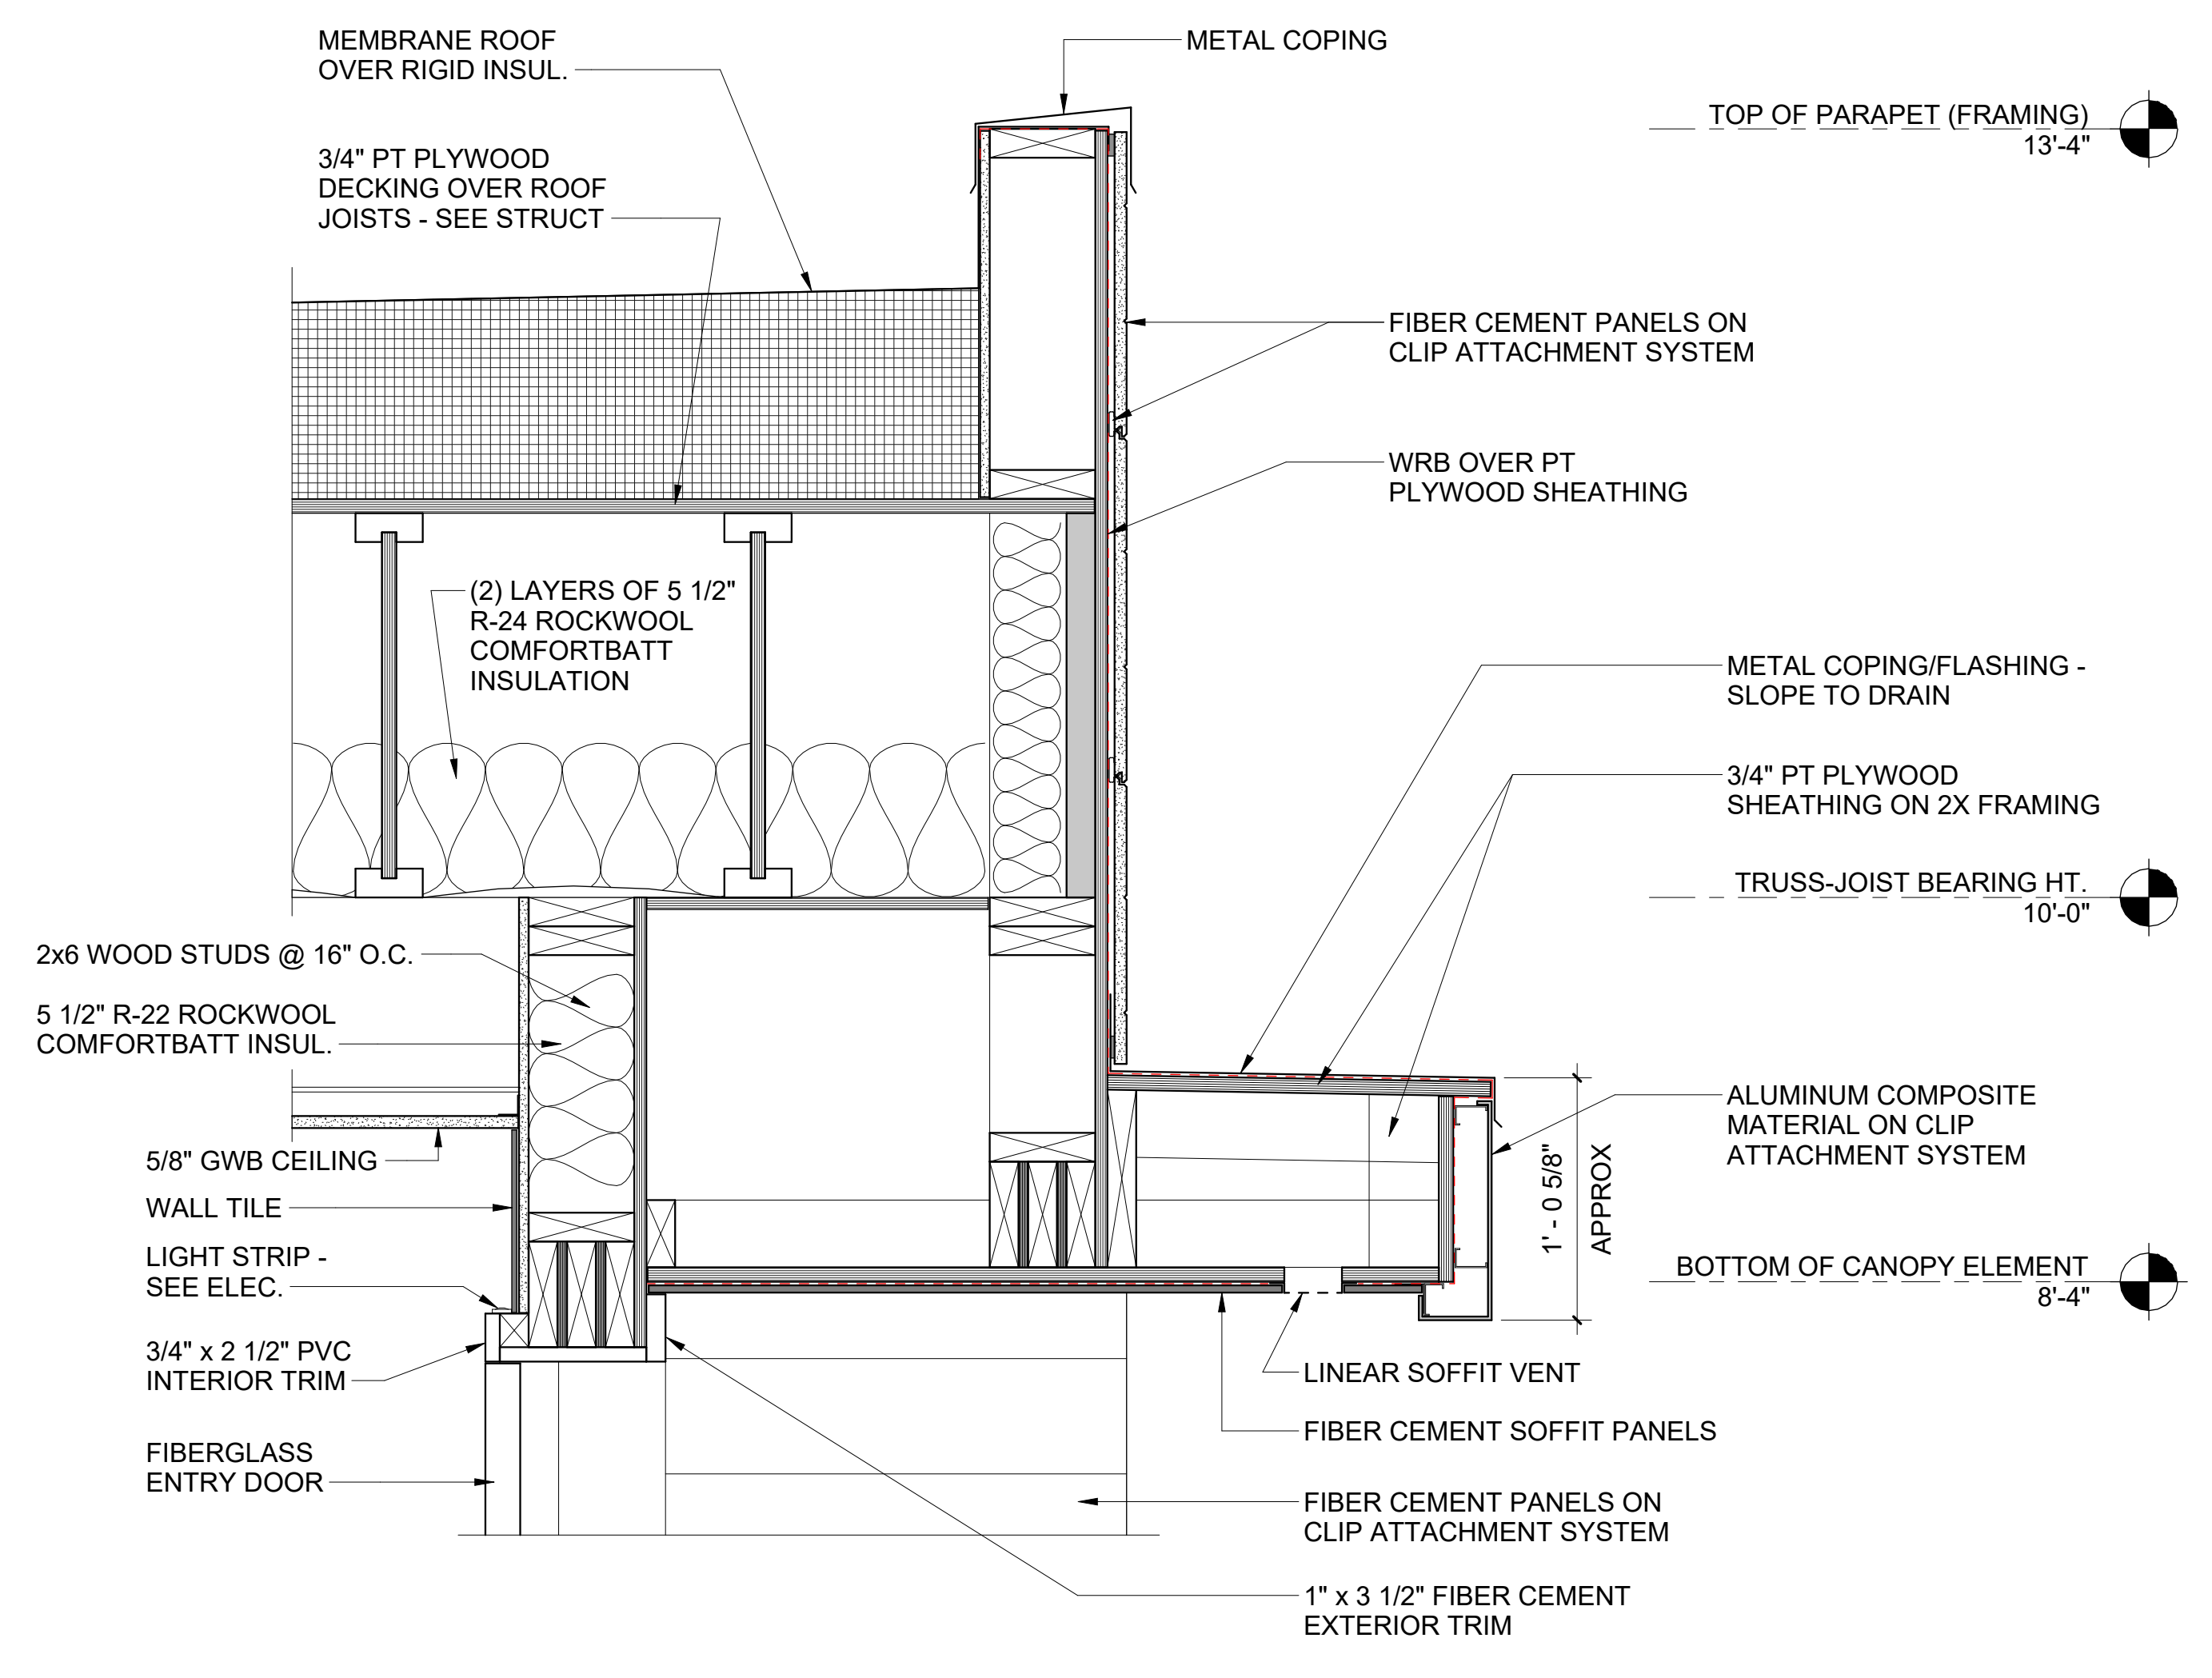 MEMBRANE ROOF
OVER RIGID INSUL.
METAL COPING
TOP OF PARAPET (FRAMING)
13'-4"
3/4" PT PLYWOOD
DECKING OVER ROOF
JOISTS - SEE STRUCT
FIBER CEMENT PANELS ON
CLIP ATTACHMENT SYSTEM
WRB OVER PT
PLYWOOD SHEATHING
(2) LAYERS OF 5 1/2"
R-24 ROCKWOOL
COMFORTBATT
INSULATION
METAL COPING/FLASHING -
SLOPE TO DRAIN
3/4" PT PLYWOOD
SHEATHING ON 2X FRAMING
TRUSS-JOIST BEARING HT.
10'-0"
2x6 WOOD STUDS @ 16" O.C.
5 1/2" R-22 ROCKWOOL
COMFORTBATT INSUL.
ALUMINUM COMPOSITE
MATERIAL ON CLIP
ATTACHMENT SYSTEM
1' - 0 5/8"
APPROX
5/8" GWB CEILING
WALL TILE
LIGHT STRIP -
SEE ELEC.
BOTTOM OF CANOPY ELEMENT
8'-4"
3/4" x 2 1/2" PVC
INTERIOR TRIM
LINEAR SOFFIT VENT
FIBER CEMENT SOFFIT PANELS
FIBERGLASS
ENTRY DOOR
FIBER CEMENT PANELS ON
CLIP ATTACHMENT SYSTEM
1" x 3 1/2" FIBER CEMENT
EXTERIOR TRIM